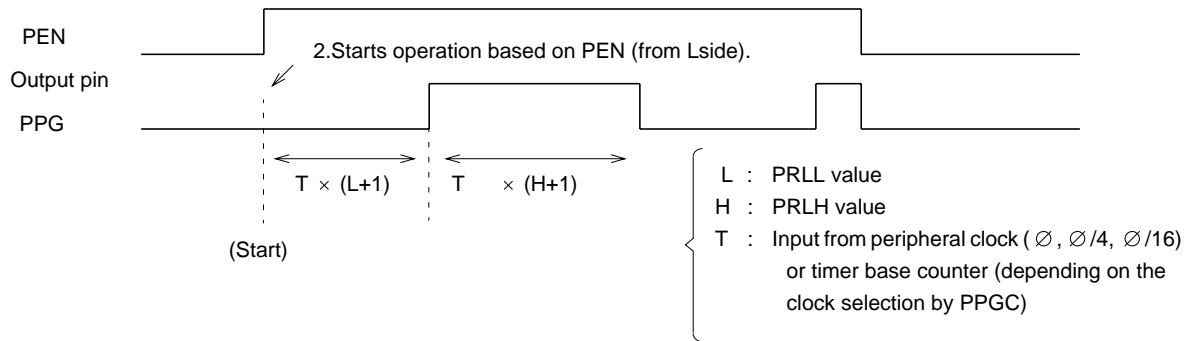 PEN
2.Starts operation based on PEN (from Lside).
Output pin
PPG
T × (L+1)
T × (H+1)
(Start)
L : PRLL value
H : PRLH value
T : Input from peripheral clock ( ∅ , ∅ /4, ∅ /16)
or timer base counter (depending on the
clock selection by PPGC)